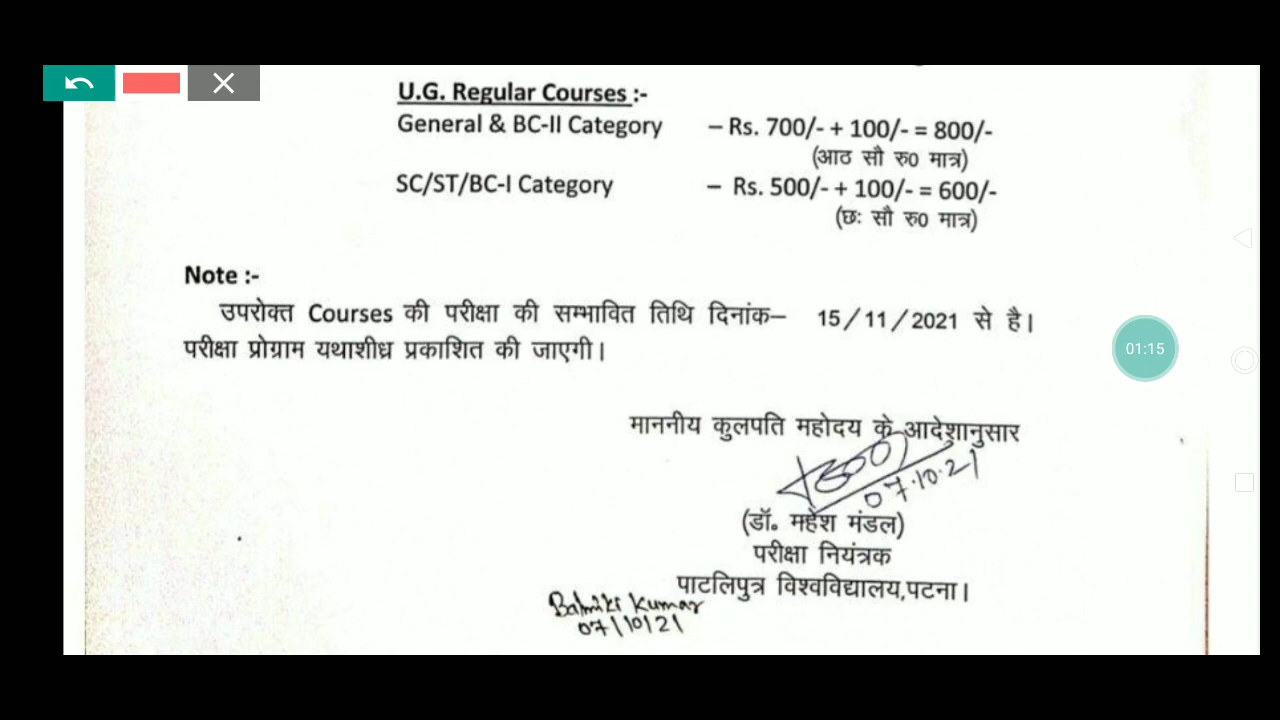 U.G. Regular Courses :-
General & BC-II Category – Rs. 700/- + 100/- = 800/-
(आठ सौ रु0 मात्र)
SC/ST/BC-I Category – Rs. 500/- + 100/- = 600/-
(छः सौ रु0 मात्र)
Note :-
उपरोक्त Courses की परीक्षा की सम्भावित तिथि दिनांक– 15/11/2021 से है।
परीक्षा प्रोग्राम यथाशीघ्र प्रकाशित की जाएगी।
01:15
माननीय कुलपति महोदय के आदेशानुसार
07.10.21
(डॉ० महेश मंडल)
परीक्षा नियंत्रक
पाटलिपुत्र विश्वविद्यालय,पटना।
Balmiki Kumar
07/10/21